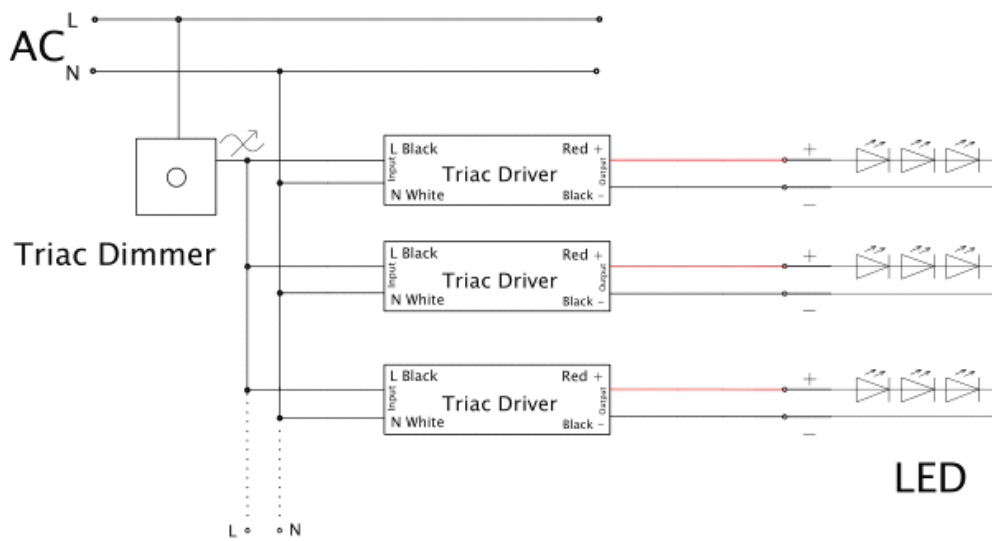 L
AC
N
L Black
Red +
Input
Triac Driver
Output
N White
Black -
+
−
Triac Dimmer
L Black
Red +
Input
Triac Driver
Output
N White
Black -
+
−
L Black
Red +
Input
Triac Driver
Output
N White
Black -
+
−
LED
L
N